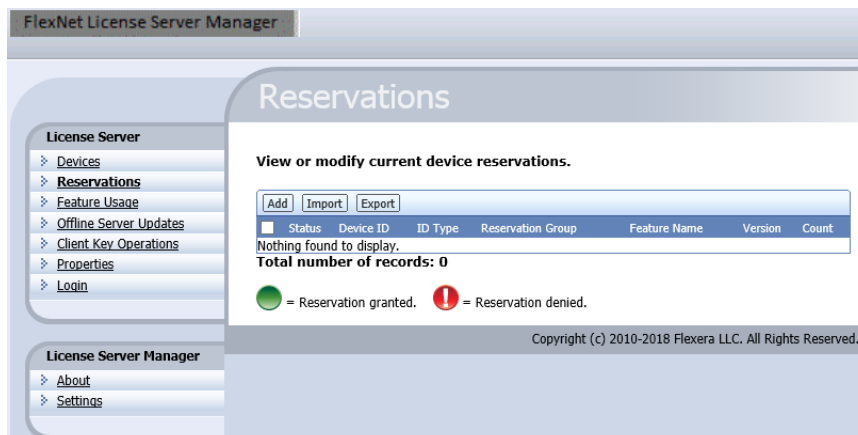 FlexNet License Server Manager
Reservations
License Server
Devices
Reservations
Feature Usage
Offline Server Updates
Client Key Operations
Properties
Login
License Server Manager
About
Settings
View or modify current device reservations.
Add Import Export
Status Device ID ID Type Reservation Group Feature Name Version Count
Nothing found to display.
Total number of records: 0
= Reservation granted. ! = Reservation denied.
Copyright (c) 2010-2018 Flexera LLC. All Rights Reserved.